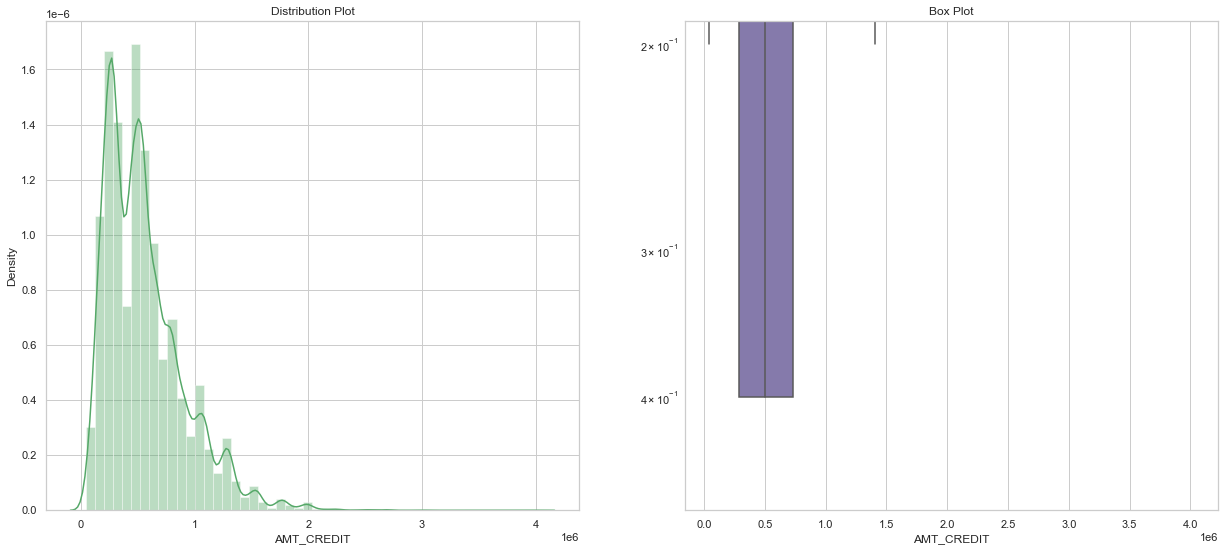 Distribution Plot
1e−6
1.6
1.4
1.2
1.0
0.8
0.6
0.4
0.2
0.0
Density
0
1
2
3
4
1e6
AMT_CREDIT
Box Plot
2 × 10⁻¹
3 × 10⁻¹
4 × 10⁻¹
0.0
0.5
1.0
1.5
2.0
2.5
3.0
3.5
4.0
1e6
AMT_CREDIT